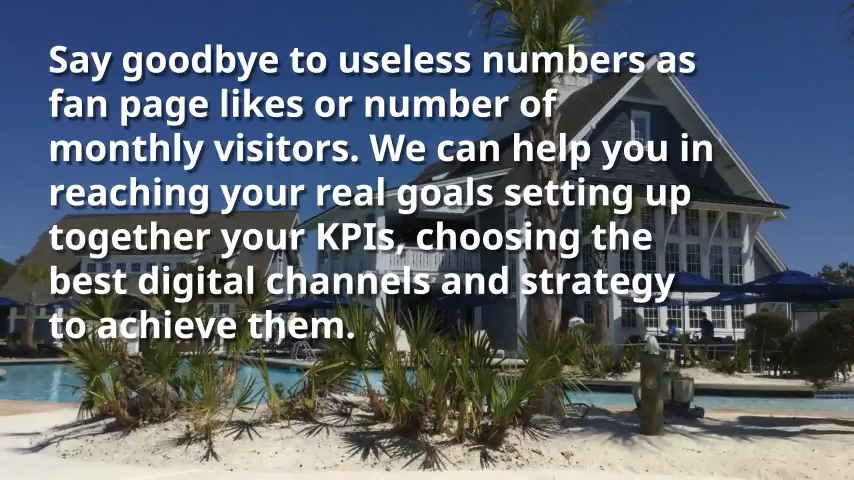 Say goodbye to useless numbers as
fan page likes or number of
monthly visitors. We can help you in
reaching your real goals setting up
together your KPIs, choosing the
best digital channels and strategy
to achieve them.